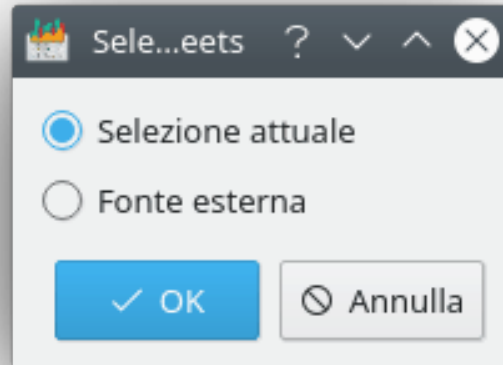 Sele...eets
Selezione attuale
Fonte esterna
OK
Annulla